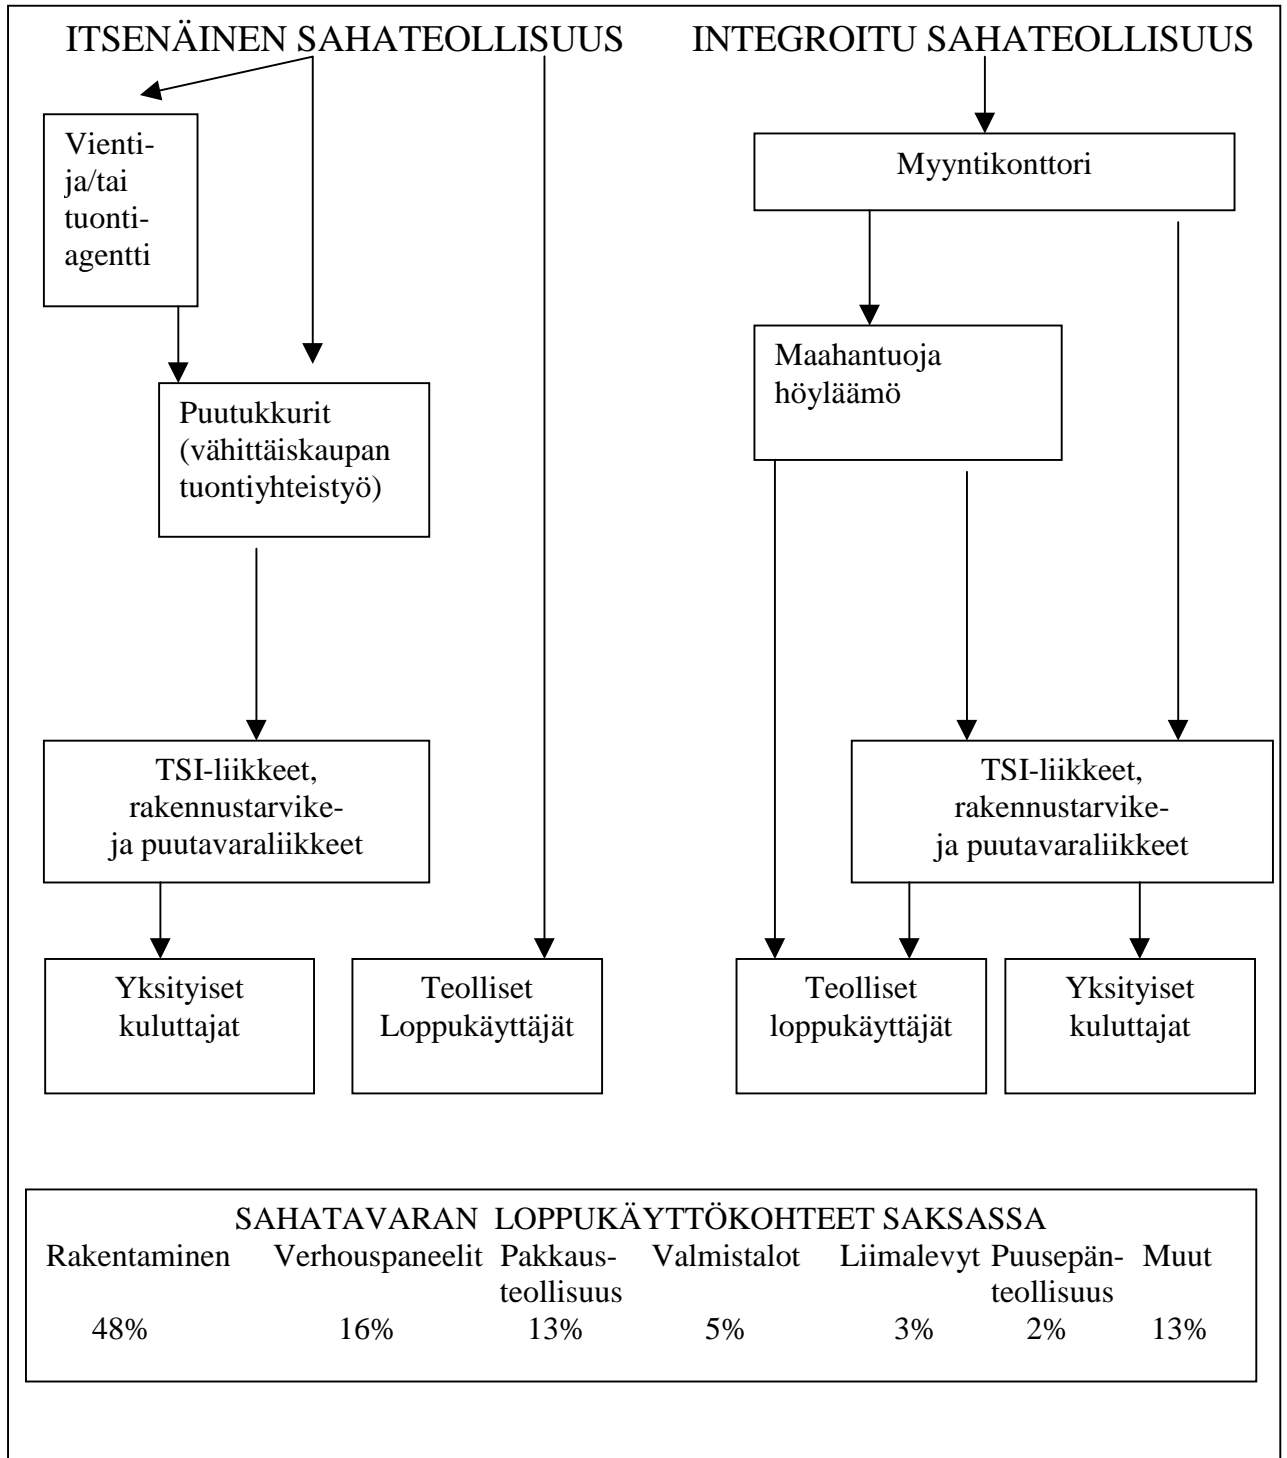 ITSENÄINEN SAHATEOLLISUUS
INTEGROITU SAHATEOLLISUUS
Vienti-
ja/tai
tuonti-
agentti
Myyntikonttori
Maahantuoja
höyläämö
Puutukkurit
(vähittäiskaupan
tuontiyhteistyö)
TSI-liikkeet,
rakennustarvike-
ja puutavaraliikkeet
TSI-liikkeet,
rakennustarvike-
ja puutavaraliikkeet
Yksityiset
kuluttajat
Teolliset
Loppukäyttäjät
Teolliset
loppukäyttäjät
Yksityiset
kuluttajat
SAHATAVARAN LOPPUKÄYTTÖKOHTEET SAKSASSA
Rakentaminen Verhouspaneelit Pakkaus- Valmistalot Liimalevyt Puusepän- Muut
teollisuus teollisuus
48% 16% 13% 5% 3% 2% 13%